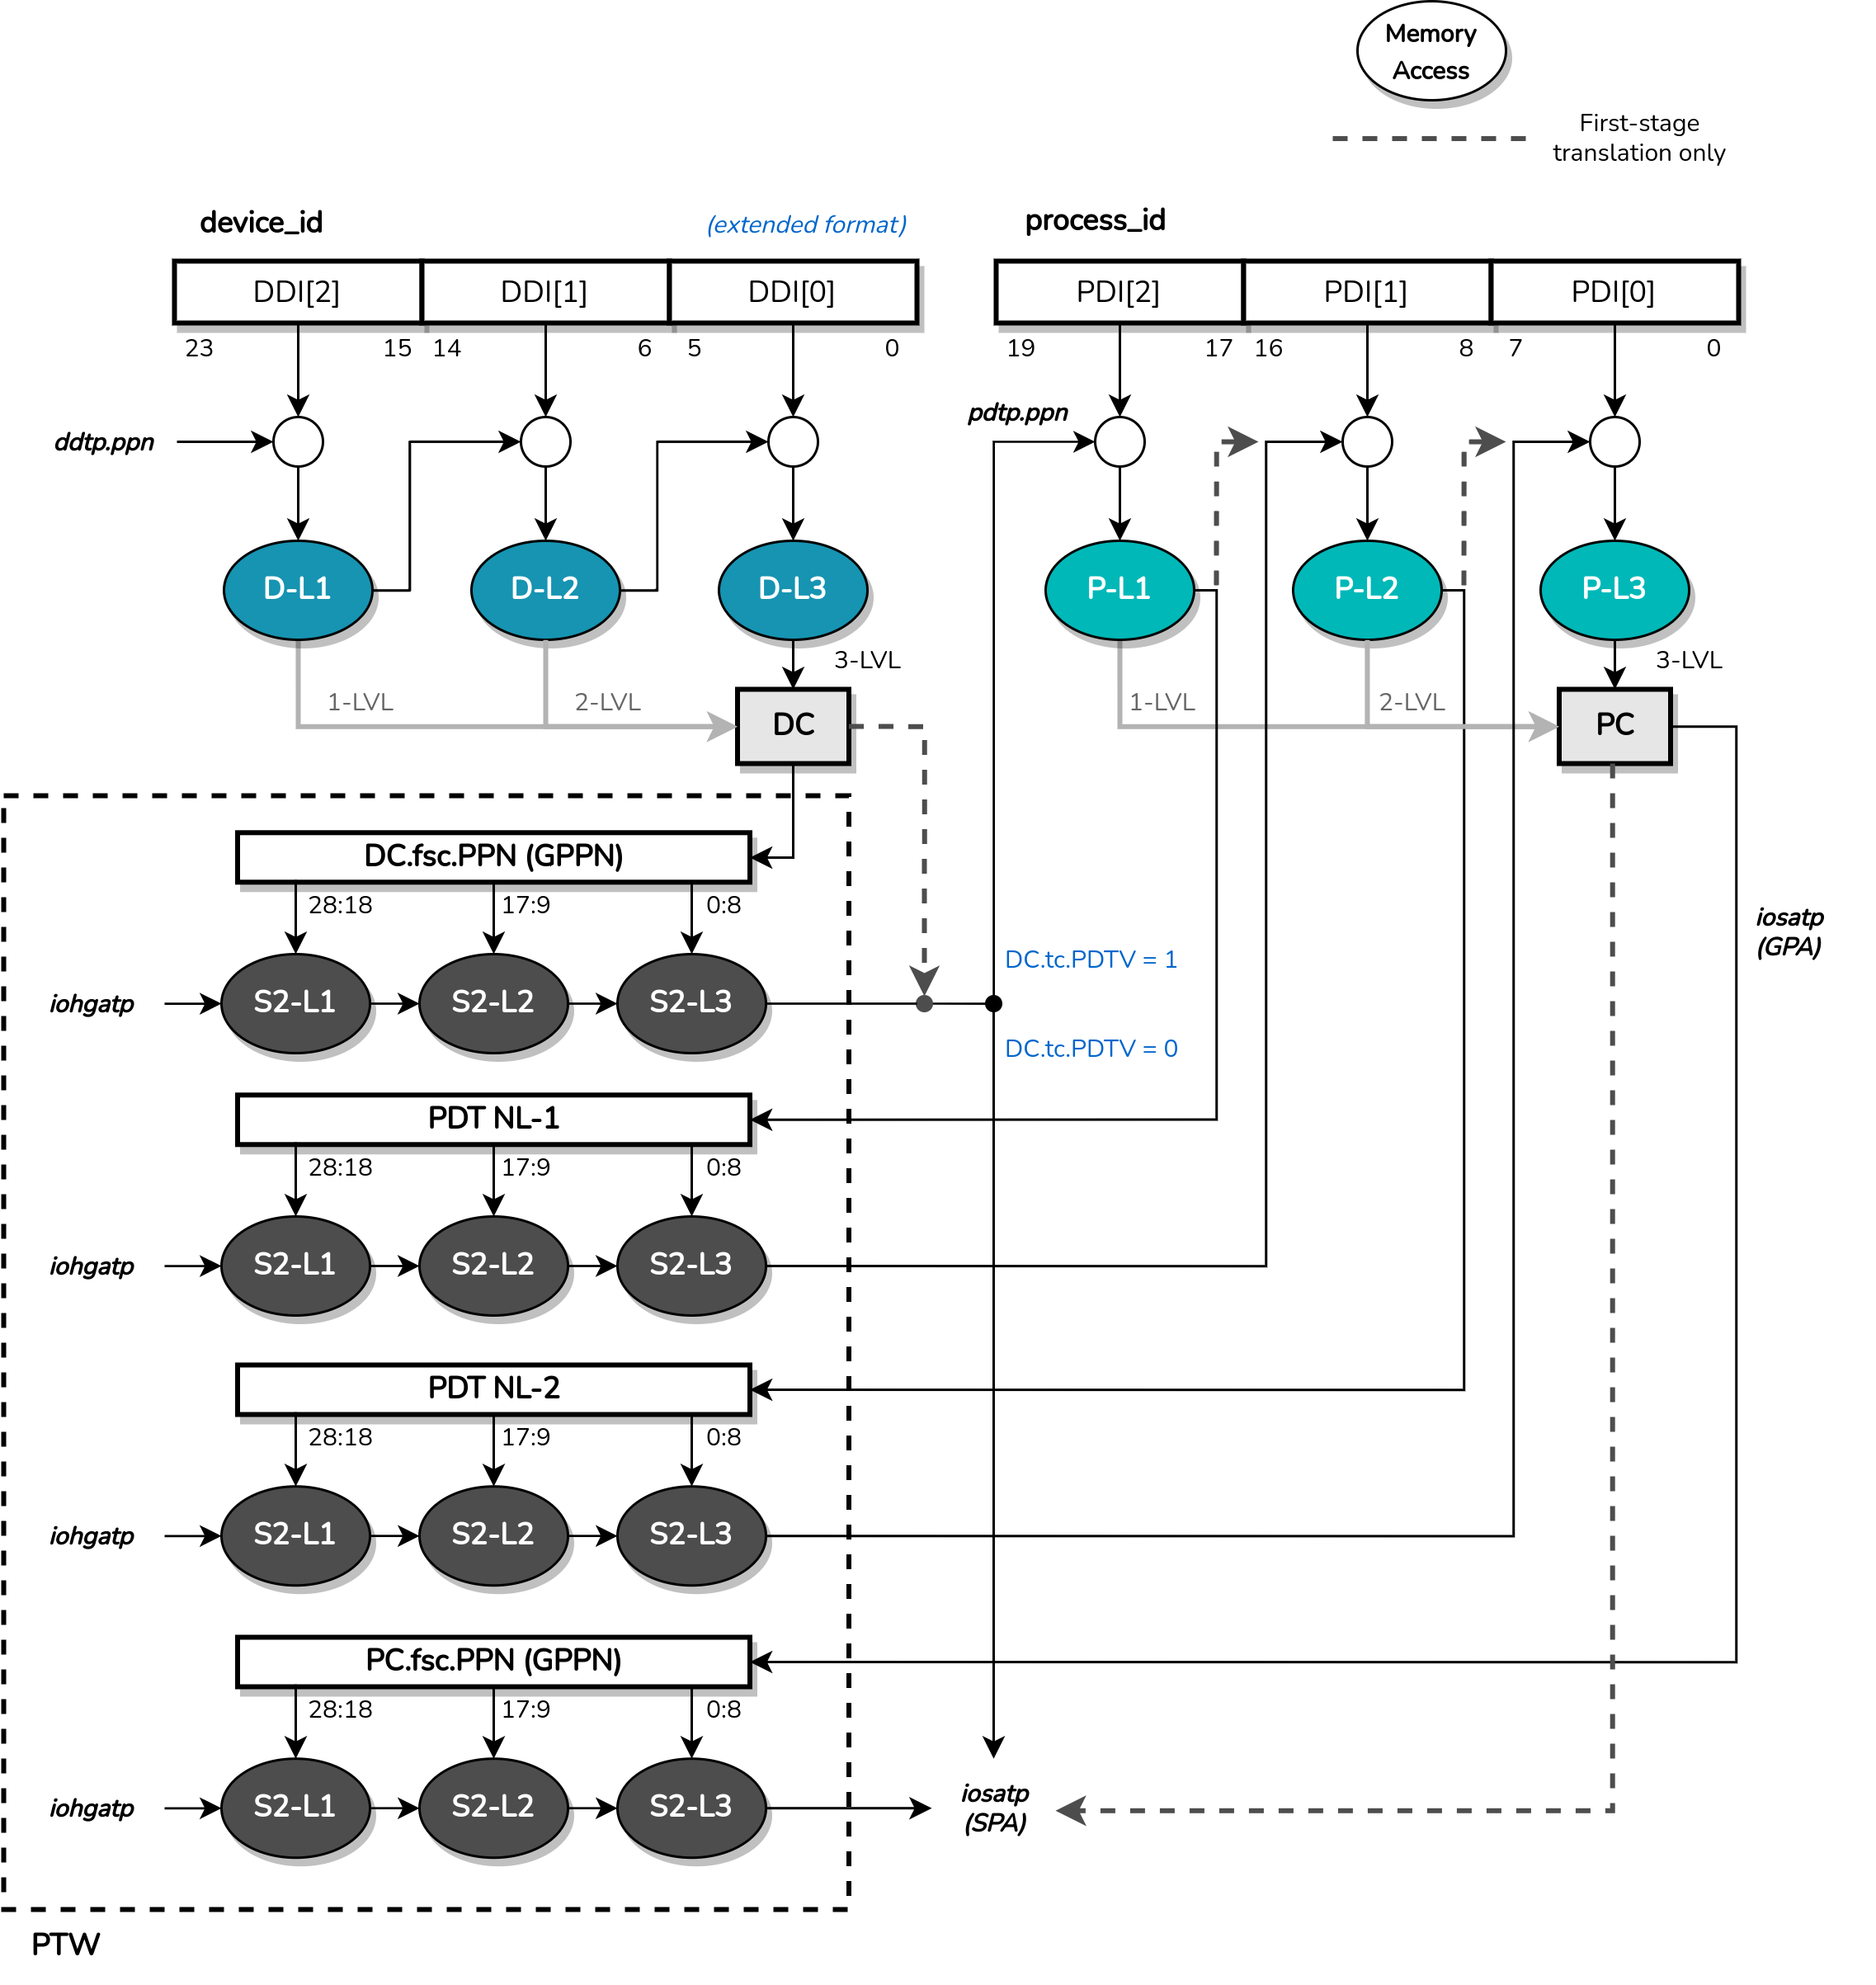 Memory
Access
First-stage
translation only
device_id
(extended format)
process_id
DDI[2] DDI[1] DDI[0]
PDI[2] PDI[1] PDI[0]
23 15 14 6 5 0
19 17 16 8 7 0
ddtp.ppn
pdtp.ppn
D-L1 D-L2 D-L3
P-L1 P-L2 P-L3
3-LVL
3-LVL
1-LVL 2-LVL
1-LVL 2-LVL
DC
PC
DC.fsc.PPN (GPPN)
28:18 17:9 0:8
iosatp
(GPA)
DC.tc.PDTV = 1
iohgatp S2-L1 S2-L2 S2-L3
DC.tc.PDTV = 0
PDT NL-1
28:18 17:9 0:8
iohgatp S2-L1 S2-L2 S2-L3
PDT NL-2
28:18 17:9 0:8
iohgatp S2-L1 S2-L2 S2-L3
PC.fsc.PPN (GPPN)
28:18 17:9 0:8
iohgatp S2-L1 S2-L2 S2-L3
iosatp
(SPA)
PTW